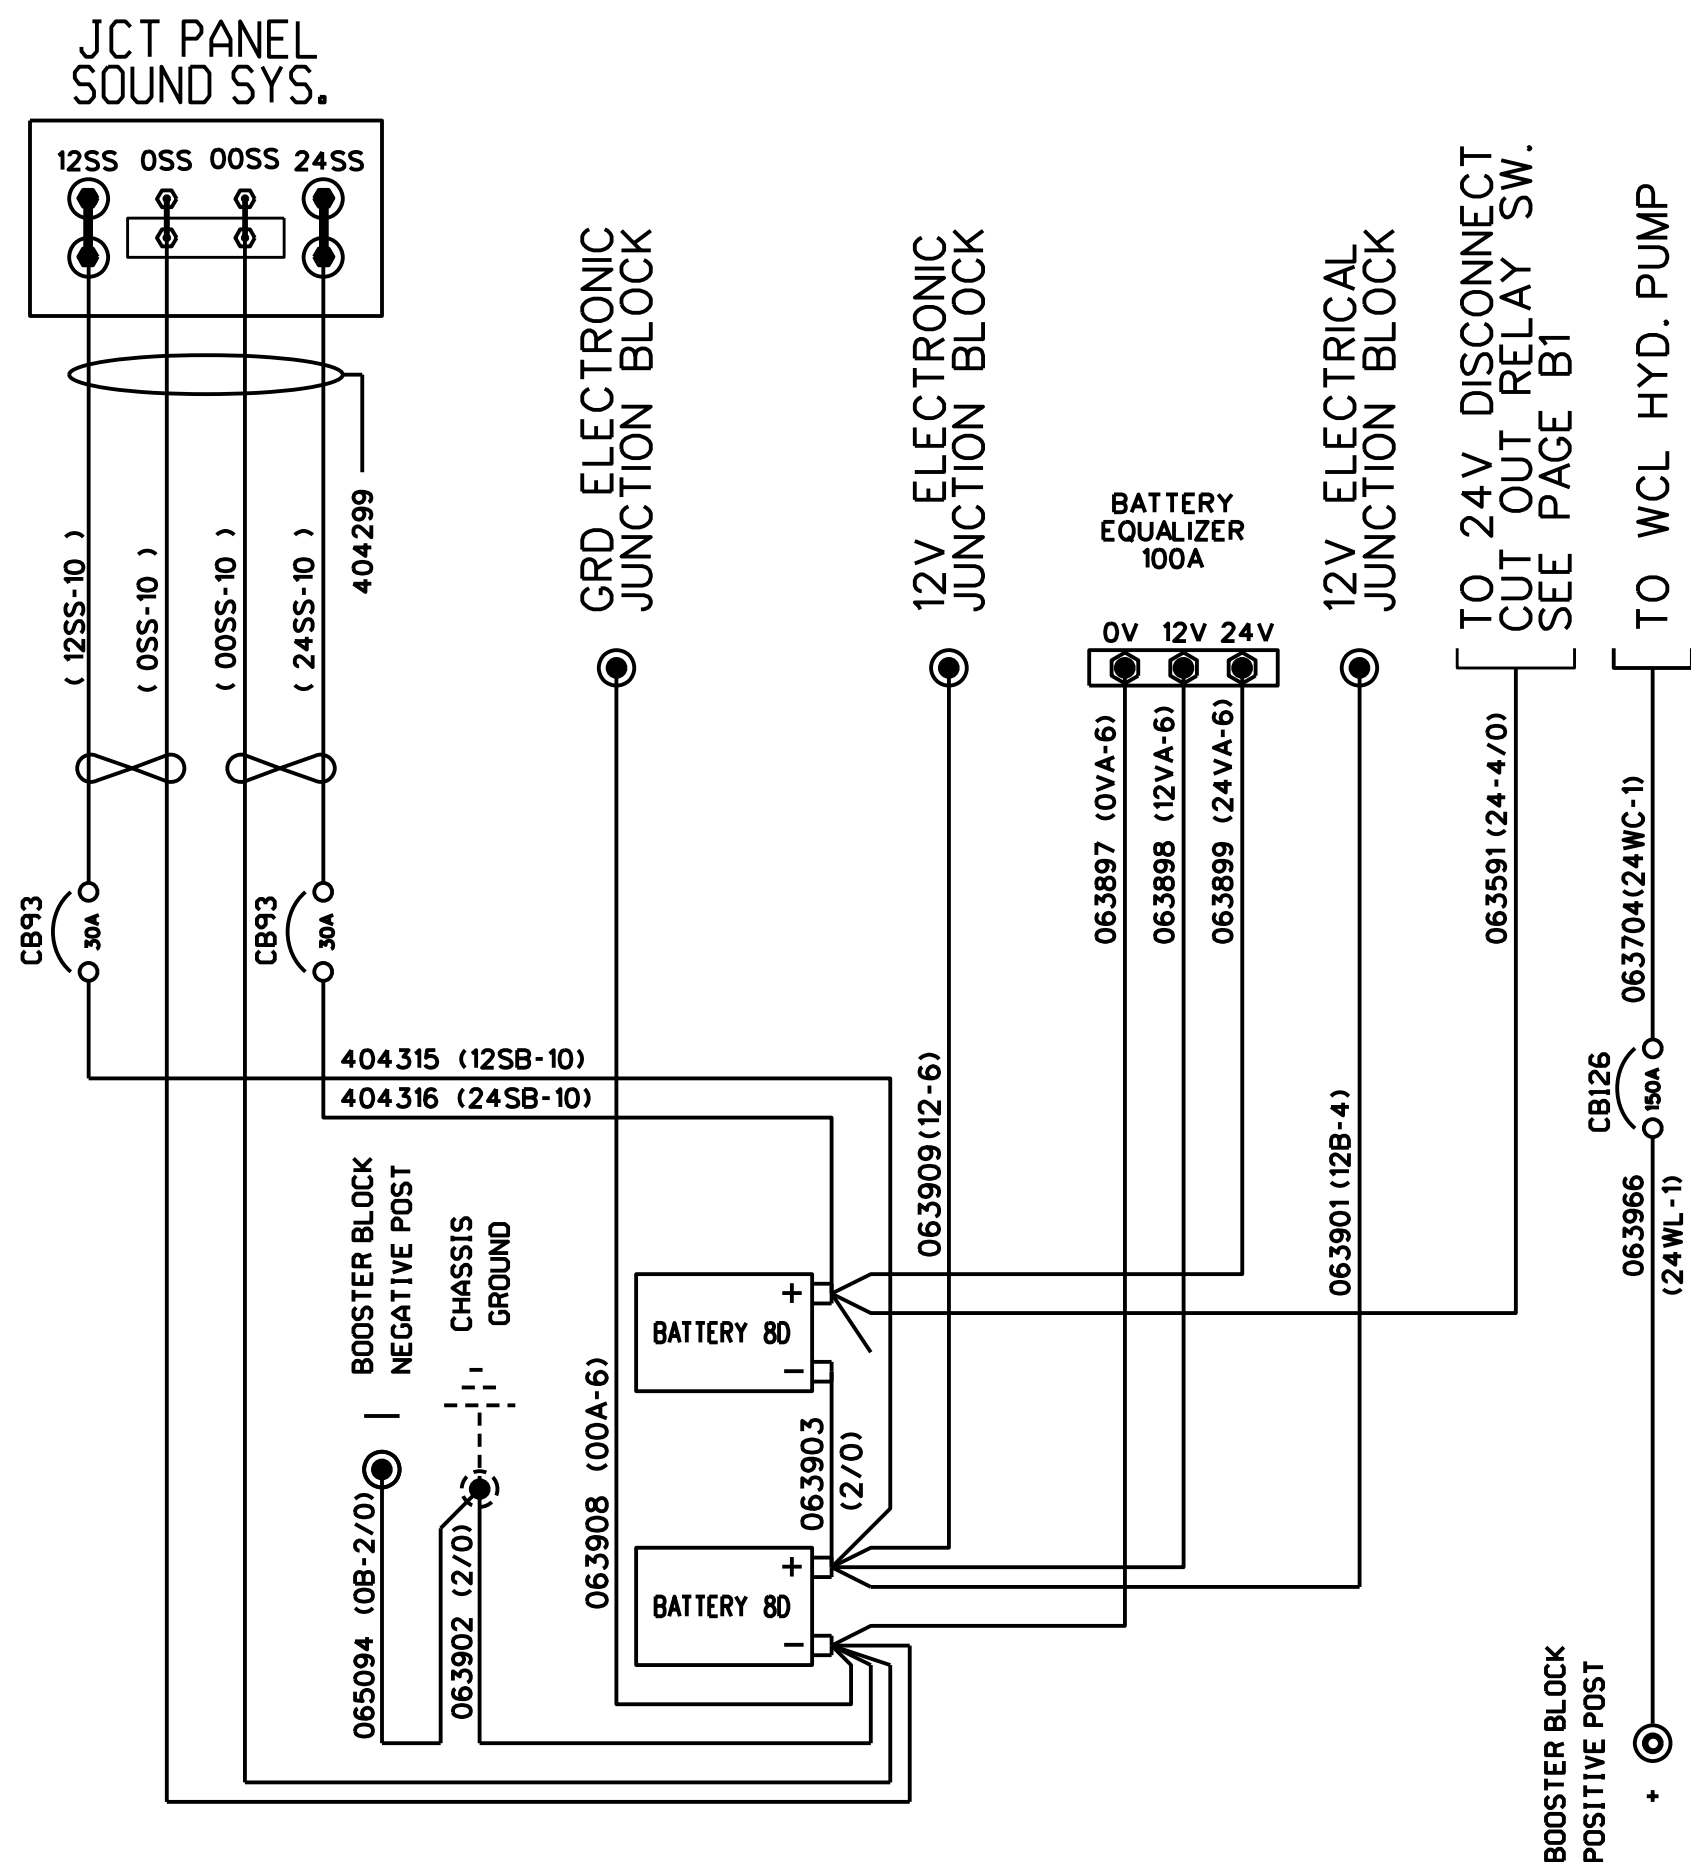 JCT PANEL
SOUND SYS.
12SS
0SS
00SS
24SS
404299
( 12SS-10 )
( 0SS-10 )
( 00SS-10 )
( 24SS-10 )
CB93
30A
CB93
30A
404315 (12SB-10)
404316 (24SB-10)
GRD ELECTRONIC
JUNCTION BLOCK
12V ELECTRONIC
JUNCTION BLOCK
BATTERY
EQUALIZER
100A
0V
12V
24V
12V ELECTRICAL
JUNCTION BLOCK
TO 24V DISCONNECT
CUT OUT RELAY SW.
SEE PAGE B1
TO WCL HYD. PUMP
063897 (0VA-6)
063898 (12VA-6)
063899 (24VA-6)
063591(24-4/0)
063704(24WC-1)
CB126
150A
063966
(24WL-1)
063909(12-6)
063901(12B-4)
BOOSTER BLOCK
NEGATIVE POST
CHASSIS
GROUND
065094 (0B-2/0)
063902 (2/0)
063908 (00A-6)
+
BATTERY 8D
−
063903
(2/0)
+
BATTERY 8D
−
BOOSTER BLOCK
POSITIVE POST
+